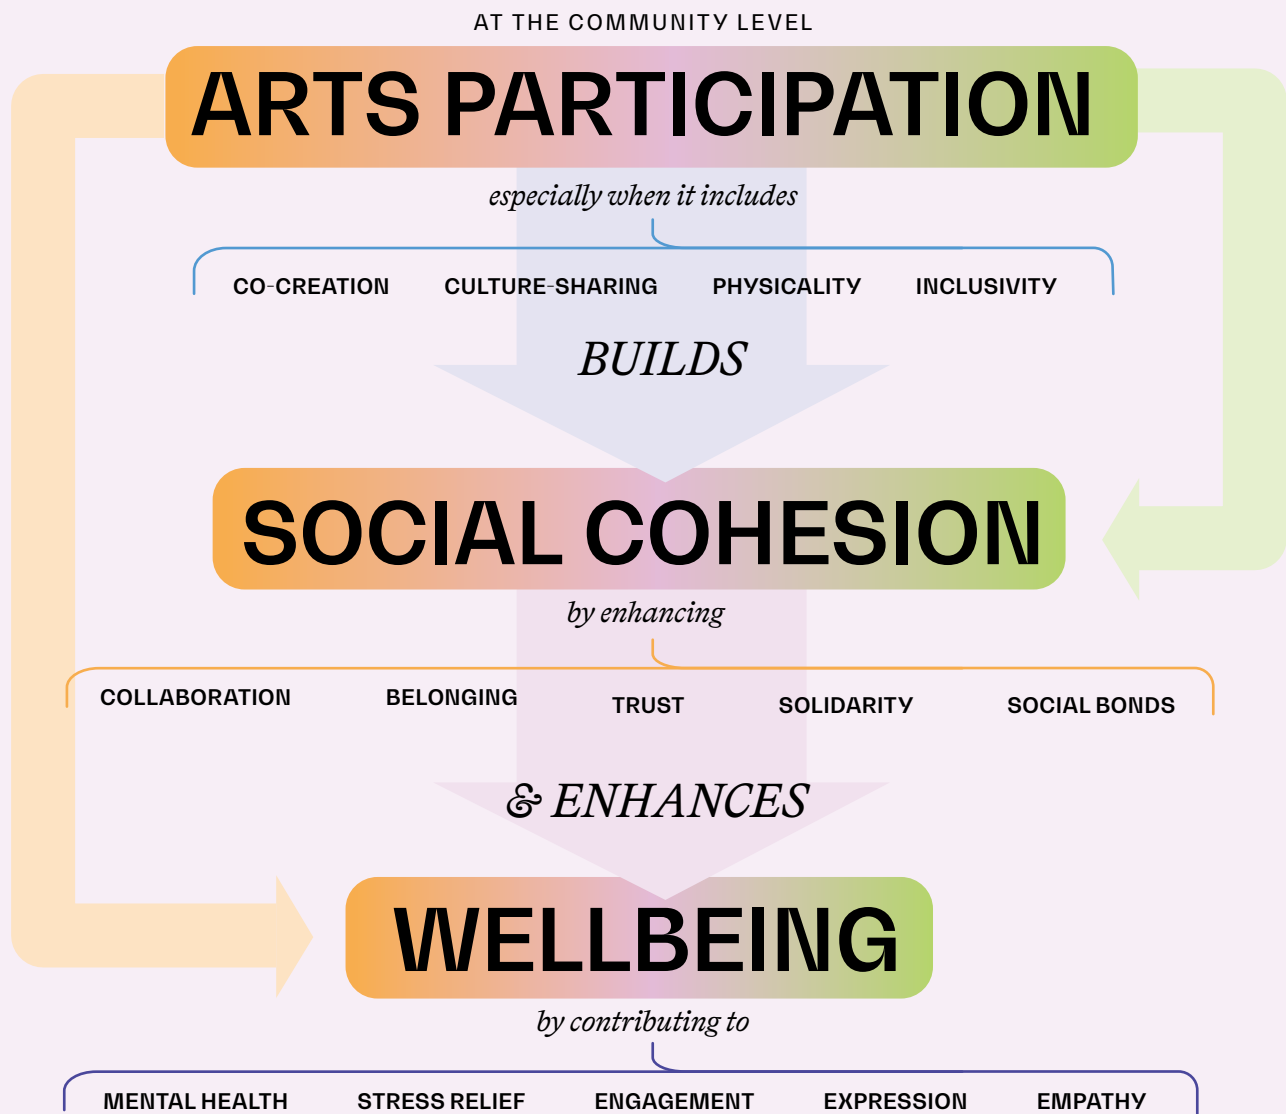 AT THE COMMUNITY LEVEL
ARTS PARTICIPATION
especially when it includes
CO-CREATION CULTURE-SHARING PHYSICALITY INCLUSIVITY
BUILDS
SOCIAL COHESION
by enhancing
COLLABORATION BELONGING TRUST SOLIDARITY SOCIAL BONDS
& ENHANCES
WELLBEING
by contributing to
MENTAL HEALTH STRESS RELIEF ENGAGEMENT EXPRESSION EMPATHY